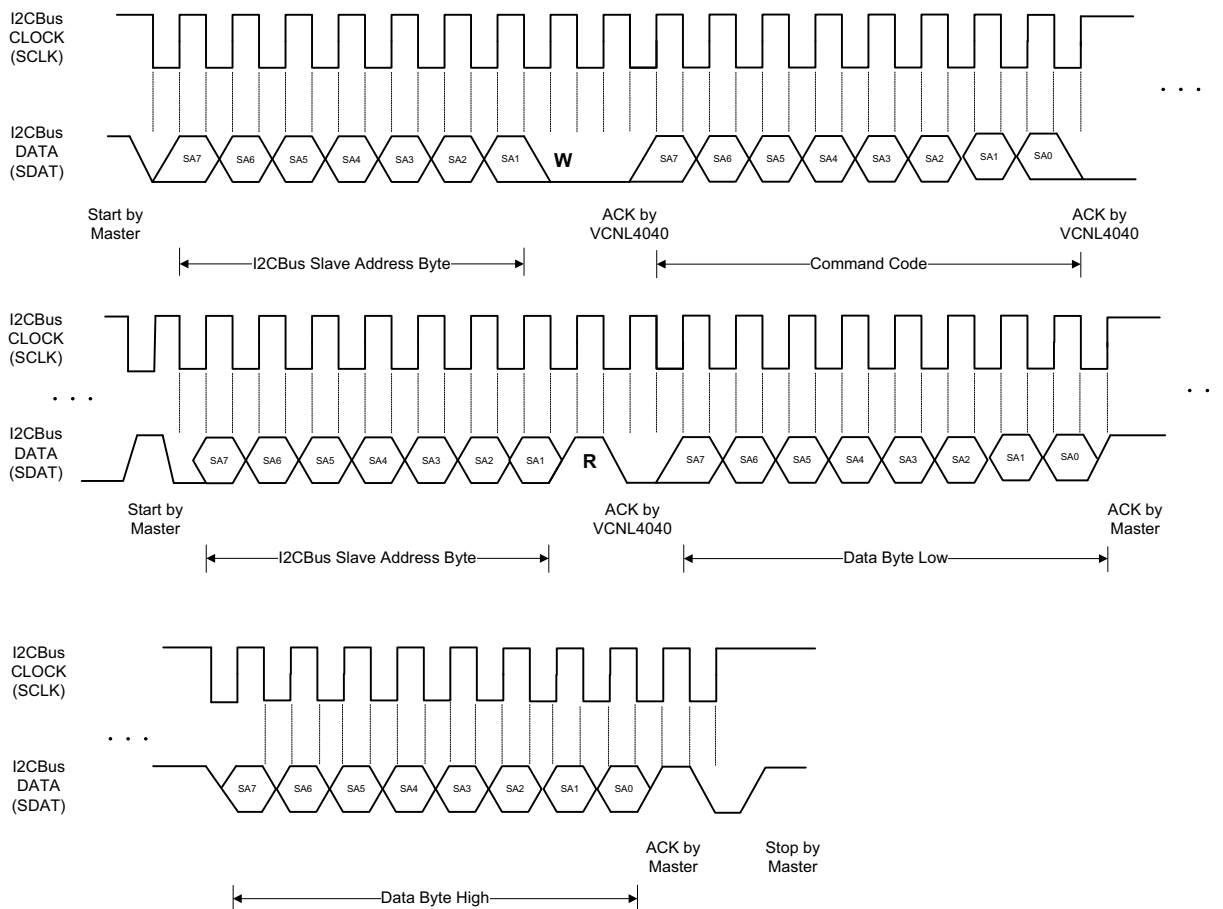 I2CBus
CLOCK
(SCLK)
. . .
I2CBus
DATA
(SDAT)
SA7 SA6 SA5 SA4 SA3 SA2 SA1 W SA7 SA6 SA5 SA4 SA3 SA2 SA1 SA0
Start by
Master
ACK by
VCNL4040
ACK by
VCNL4040
I2CBus Slave Address Byte
Command Code
I2CBus
CLOCK
(SCLK)
. . .
. .
I2CBus
DATA
(SDAT)
SA7 SA6 SA5 SA4 SA3 SA2 SA1 R SA7 SA6 SA5 SA4 SA3 SA2 SA1 SA0
Start by
Master
ACK by
VCNL4040
ACK by
Master
I2CBus Slave Address Byte
Data Byte Low
I2CBus
CLOCK
(SCLK)
. . .
I2CBus
DATA
(SDAT)
SA7 SA6 SA5 SA4 SA3 SA2 SA1 SA0
ACK by
Master
Stop by
Master
Data Byte High